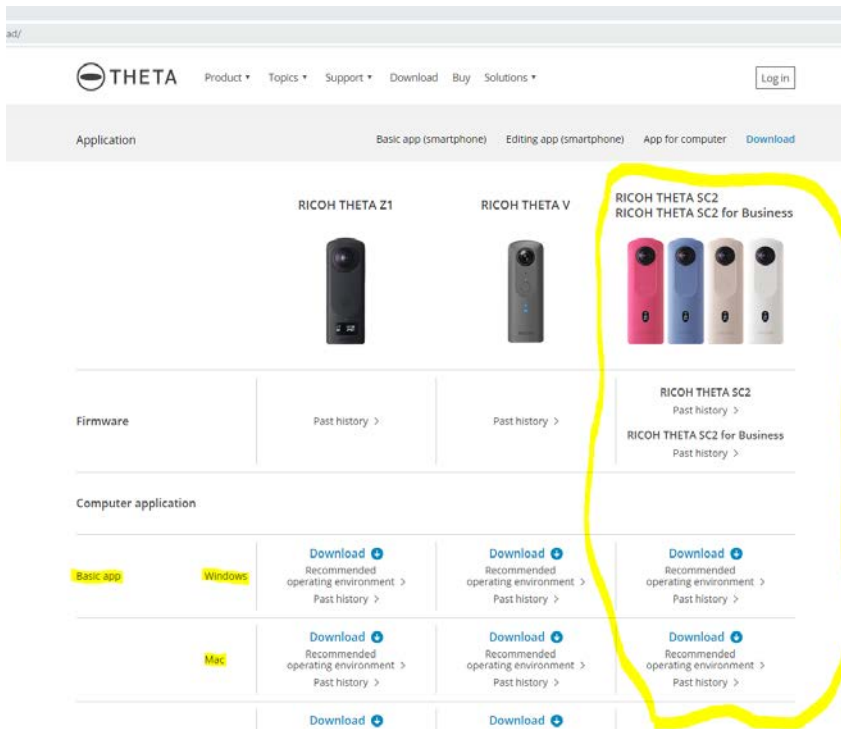 ad/
THETA Product Topics Support Download Buy Solutions Log in
Application Basic app (smartphone) Editing app (smartphone) App for computer Download
RICOH THETA Z1
RICOH THETA V
RICOH THETA SC2
RICOH THETA SC2 for Business
Firmware
Past history >
Past history >
RICOH THETA SC2
Past history >
RICOH THETA SC2 for Business
Past history >
Computer application
Basic app Windows
Download
Recommended
operating environment >
Past history >
Download
Recommended
operating environment >
Past history >
Download
Recommended
operating environment >
Past history >
Mac
Download
Recommended
operating environment >
Past history >
Download
Recommended
operating environment >
Past history >
Download
Recommended
operating environment >
Past history >
Download
Download